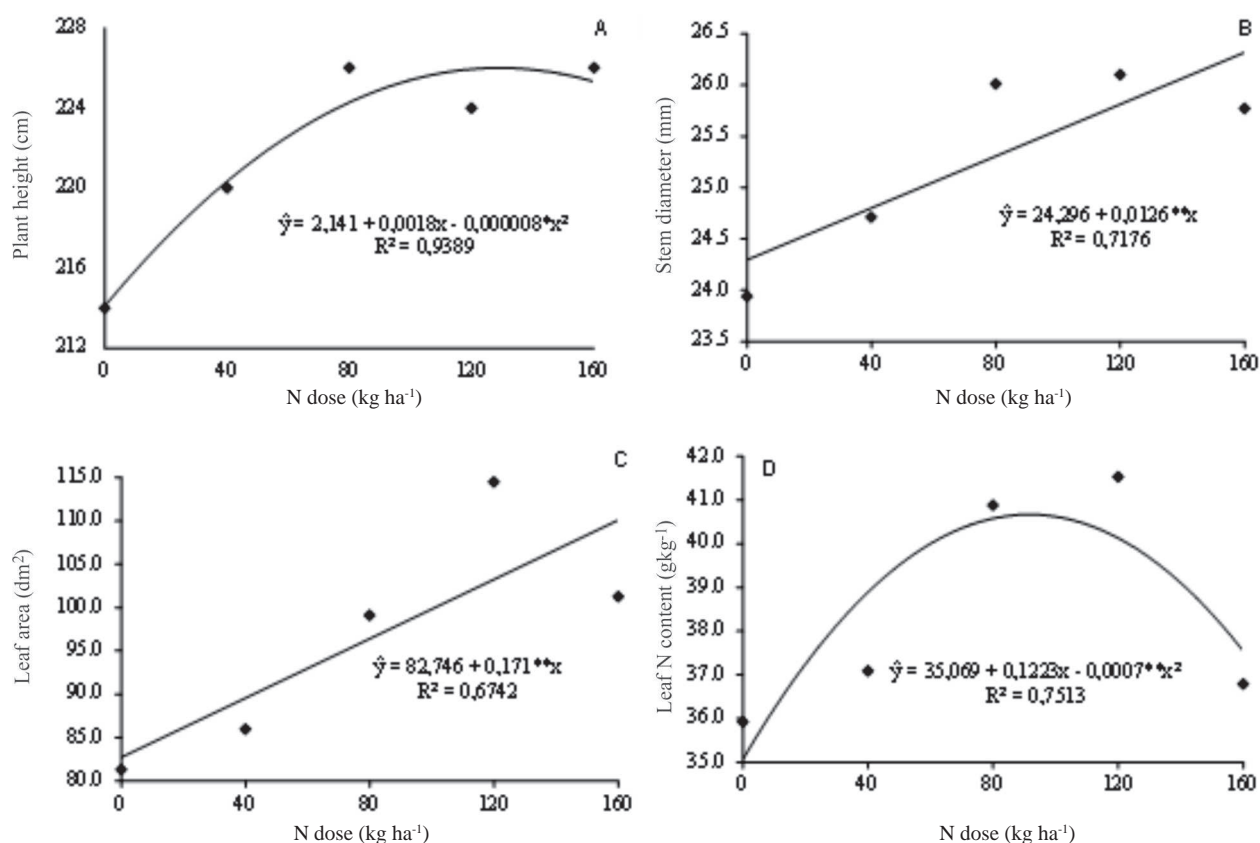 A
Plant height (cm)
228
224
220
216
212
ŷ = 2,141 + 0,0018x - 0,000008*x²
R² = 0,9389
0 40 80 120 160
N dose (kg ha⁻¹)
B
Stem diameter (mm)
26.5
26.0
25.5
25.0
24.5
24.0
23.5
ŷ = 24,296 + 0,0126**x
R² = 0,7176
0 40 80 120 160
N dose (kg ha⁻¹)
C
Leaf area (dm²)
115.0
110.0
105.0
100.0
95.0
90.0
85.0
80.0
ŷ = 82,746 + 0,171**x
R² = 0,6742
0 40 80 120 160
N dose (kg ha⁻¹)
D
Leaf N content (gkg⁻¹)
42.0
41.0
40.0
39.0
38.0
37.0
36.0
35.0
ŷ = 35,069 + 0,1223x - 0,0007**x²
R² = 0,7513
0 40 80 120 160
N dose (kg ha⁻¹)